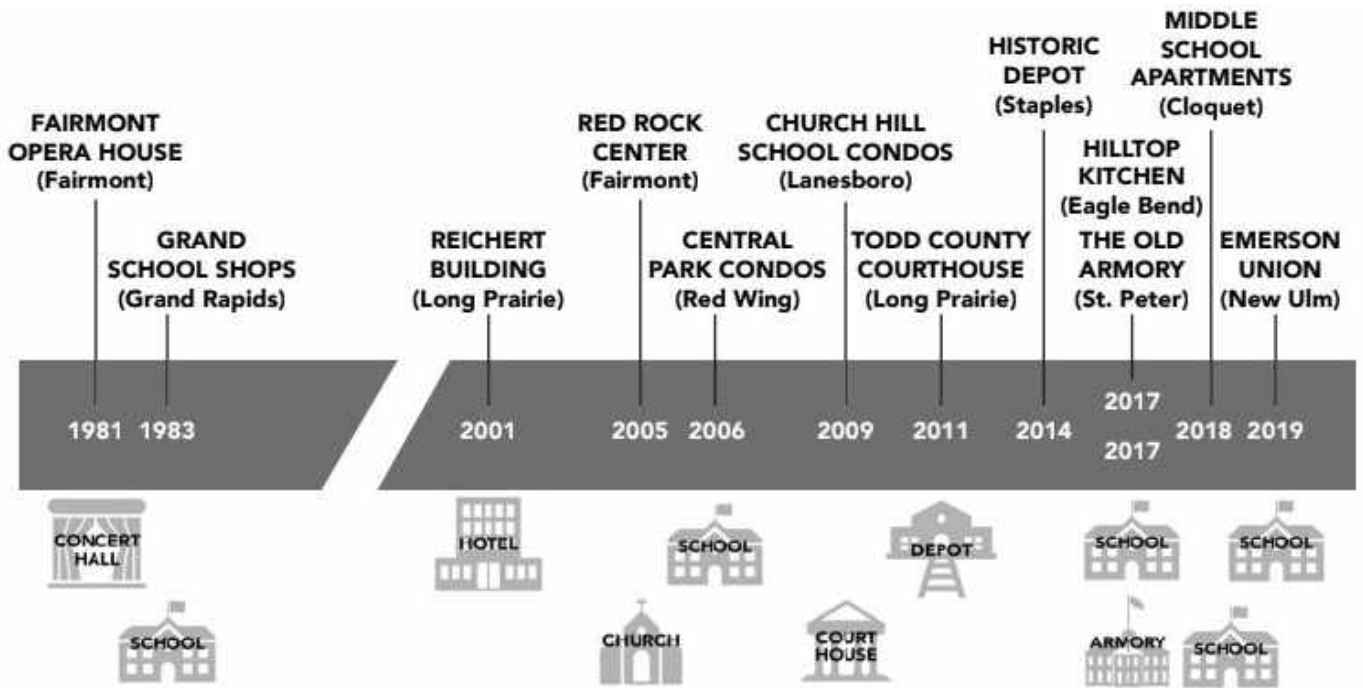 FAIRMONT
OPERA HOUSE
(Fairmont)
GRAND
SCHOOL SHOPS
(Grand Rapids)
REICHERT
BUILDING
(Long Prairie)
RED ROCK
CENTER
(Fairmont)
CENTRAL
PARK CONDOS
(Red Wing)
CHURCH HILL
SCHOOL CONDOS
(Lanesboro)
TODD COUNTY
COURTHOUSE
(Long Prairie)
HISTORIC
DEPOT
(Staples)
HILLTOP
KITCHEN
(Eagle Bend)
THE OLD
ARMORY
(St. Peter)
MIDDLE
SCHOOL
APARTMENTS
(Cloquet)
EMERSON
UNION
(New Ulm)
1981 1983 2001 2005 2006 2009 2011 2014 2017 2018 2019
2017
CONCERT
HALL
SCHOOL
HOTEL
CHURCH
SCHOOL
COURT
HOUSE
DEPOT
SCHOOL
ARMORY
SCHOOL
SCHOOL